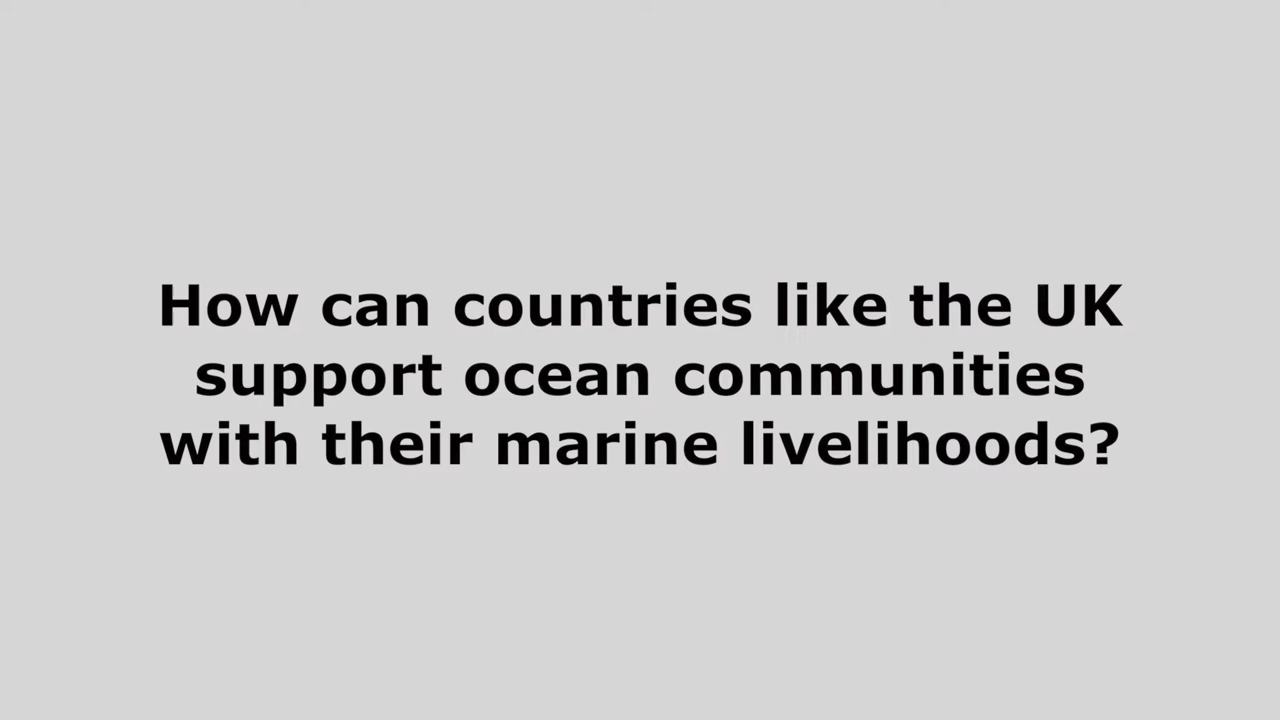 How can countries like the UK
support ocean communities
with their marine livelihoods?